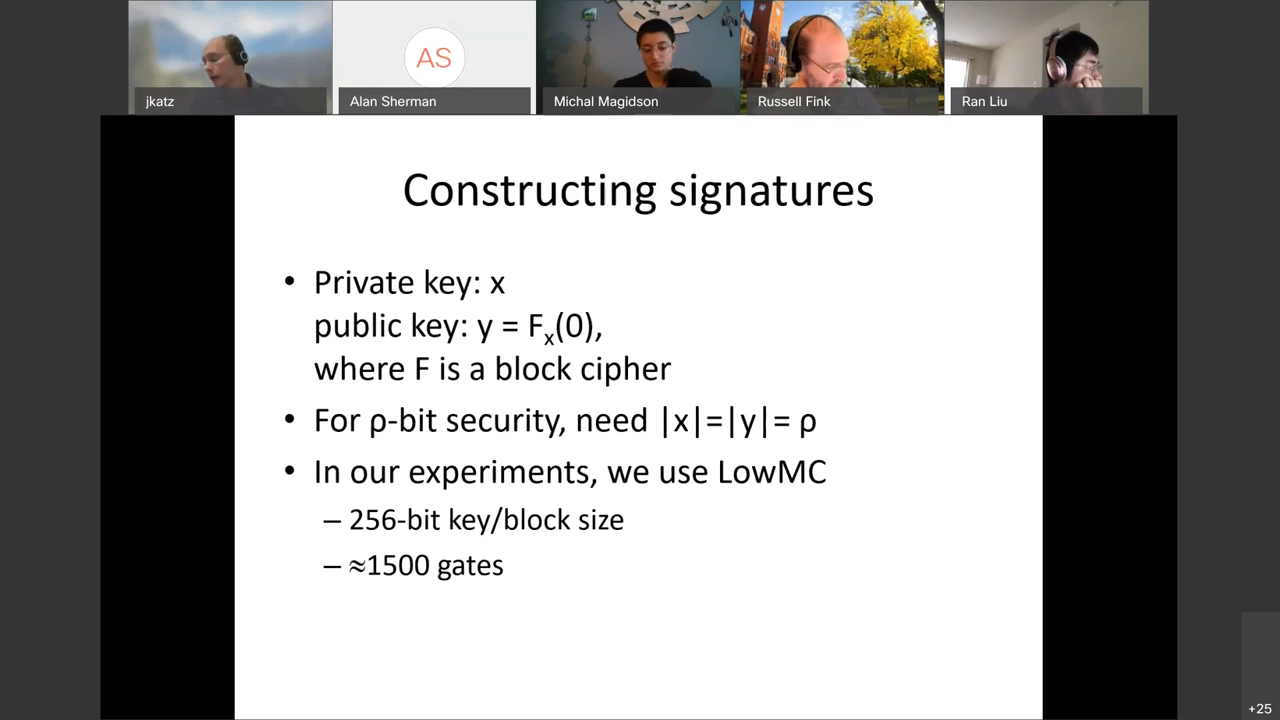 AS
jkatz
Alan Sherman
Michal Magidson
Russell Fink
Ran Liu
Constructing signatures
• Private key: x
public key: y = Fx(0),
where F is a block cipher
• For ρ-bit security, need |x|=|y|= ρ
• In our experiments, we use LowMC
– 256-bit key/block size
– ≈1500 gates
+25